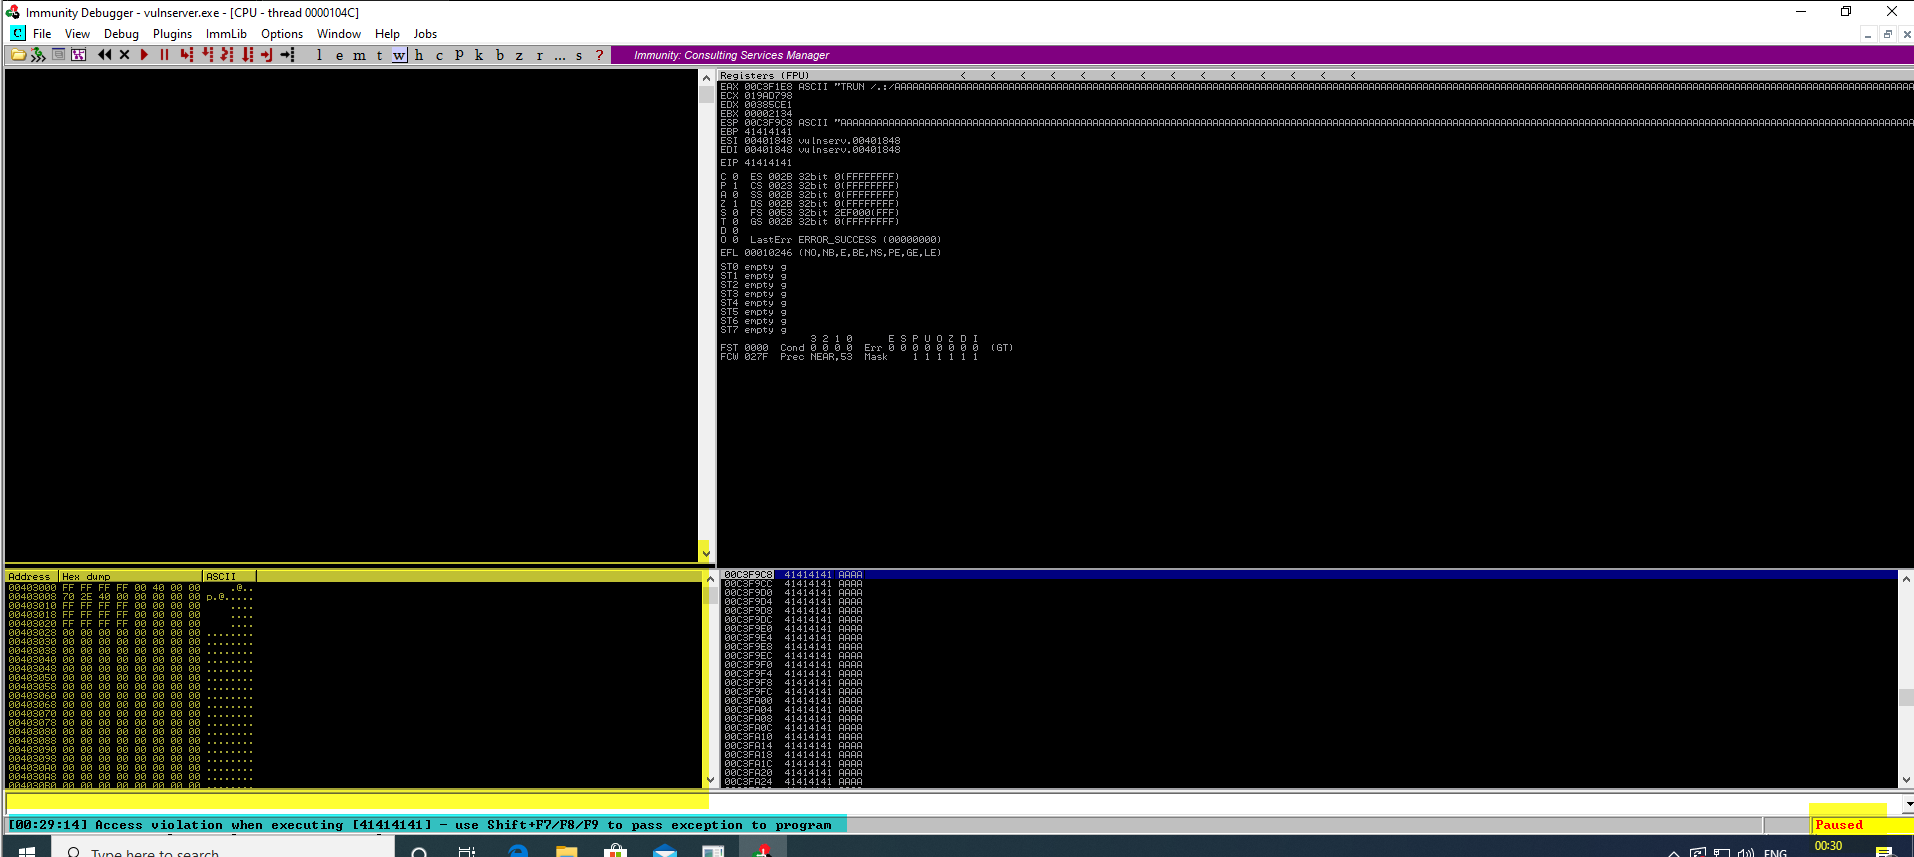 Immunity Debugger - vulnserver.exe - [CPU - thread 0000104C]
C File View Debug Plugins ImmLib Options Window Help Jobs
l e m t w h c P k b z r ... s ? Immunity: Consulting Services Manager
Registers (FPU) < < < < < < < < < < < < < <
EAX 00C3F1E8 ASCII "TRUN /.:/
ECX 019AD798
EDX 00385CE1
EBX 00002134
ESP 00C3F9C8 ASCII
EBP 41414141
ESI 00401848 vulnserv.00401848
EDI 00401848 vulnserv.00401848
EIP 41414141
C 0 ES 002B 32bit 0(FFFFFFFF)
P 1 CS 0023 32bit 0(FFFFFFFF)
A 0 SS 002B 32bit 0(FFFFFFFF)
Z 1 DS 002B 32bit 0(FFFFFFFF)
S 0 FS 0053 32bit 2EF000(FFF)
T 0 GS 002B 32bit 0(FFFFFFFF)
D 0
O 0 LastErr ERROR_SUCCESS (00000000)
EFL 00010246 (NO,NB,E,BE,NS,PE,GE,LE)
ST0 empty g
ST1 empty g
ST2 empty g
ST3 empty g
ST4 empty g
ST5 empty g
ST6 empty g
ST7 empty g
3 2 1 0 E S P U O Z D I
FST 0000 Cond 0 0 0 0 Err 0 0 0 0 0 0 0 0 (GT)
FCW 027F Prec NEAR,53 Mask 1 1 1 1 1 1
Address Hex dump ASCII
00403000 FF FF FF FF 00 40 00 00 .@..
00403008 70 2E 40 00 00 00 00 00 p.@.....
00403010 FF FF FF FF 00 00 00 00 ....
00403018 FF FF FF FF 00 00 00 00 ....
00403020 FF FF FF FF 00 00 00 00 ....
00403028 00 00 00 00 00 00 00 00 ........
00403030 00 00 00 00 00 00 00 00 ........
00403038 00 00 00 00 00 00 00 00 ........
00403040 00 00 00 00 00 00 00 00 ........
00403048 00 00 00 00 00 00 00 00 ........
00403050 00 00 00 00 00 00 00 00 ........
00403058 00 00 00 00 00 00 00 00 ........
00403060 00 00 00 00 00 00 00 00 ........
00403068 00 00 00 00 00 00 00 00 ........
00403070 00 00 00 00 00 00 00 00 ........
00403078 00 00 00 00 00 00 00 00 ........
00403080 00 00 00 00 00 00 00 00 ........
00403088 00 00 00 00 00 00 00 00 ........
00403090 00 00 00 00 00 00 00 00 ........
00403098 00 00 00 00 00 00 00 00 ........
004030A0 00 00 00 00 00 00 00 00 ........
004030A8 00 00 00 00 00 00 00 00 ........
004030B0 00 00 00 00 00 00 00 00 ........
00C3F9C8 41414141 AAAA
00C3F9CC 41414141 AAAA
00C3F9D0 41414141 AAAA
00C3F9D4 41414141 AAAA
00C3F9D8 41414141 AAAA
00C3F9DC 41414141 AAAA
00C3F9E0 41414141 AAAA
00C3F9E4 41414141 AAAA
00C3F9E8 41414141 AAAA
00C3F9EC 41414141 AAAA
00C3F9F0 41414141 AAAA
00C3F9F4 41414141 AAAA
00C3F9F8 41414141 AAAA
00C3F9FC 41414141 AAAA
00C3FA00 41414141 AAAA
00C3FA04 41414141 AAAA
00C3FA08 41414141 AAAA
00C3FA0C 41414141 AAAA
00C3FA10 41414141 AAAA
00C3FA14 41414141 AAAA
00C3FA18 41414141 AAAA
00C3FA1C 41414141 AAAA
00C3FA20 41414141 AAAA
00C3FA24 41414141 AAAA
[00:29:14] Access violation when executing [41414141] - use Shift+F7/F8/F9 to pass exception to program
Paused
Type here to search
ENG
00:30